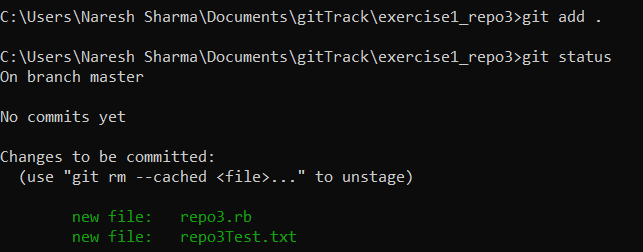 C:\Users\Naresh Sharma\Documents\gitTrack\exercise1_repo3>git add .
C:\Users\Naresh Sharma\Documents\gitTrack\exercise1_repo3>git status
On branch master
No commits yet
Changes to be committed:
  (use "git rm --cached <file>..." to unstage)
        new file:   repo3.rb
        new file:   repo3Test.txt